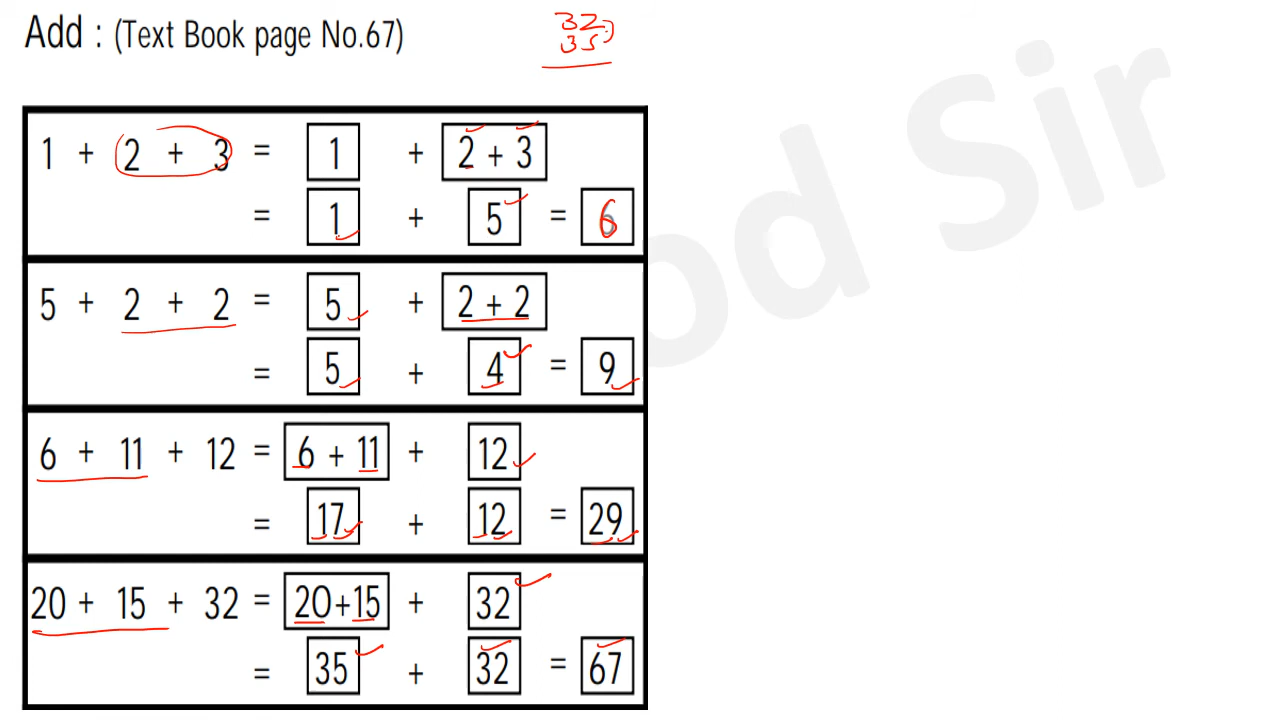 Add : (Text Book page No.67)
32
35
1 + 2 + 3 = 1 + 2 + 3
= 1 + 5 = 6
5 + 2 + 2 = 5 + 2 + 2
= 5 + 4 = 9
6 + 11 + 12 = 6 + 11 + 12
= 17 + 12 = 29
20 + 15 + 32 = 20+15 + 32
= 35 + 32 = 67
od Sir